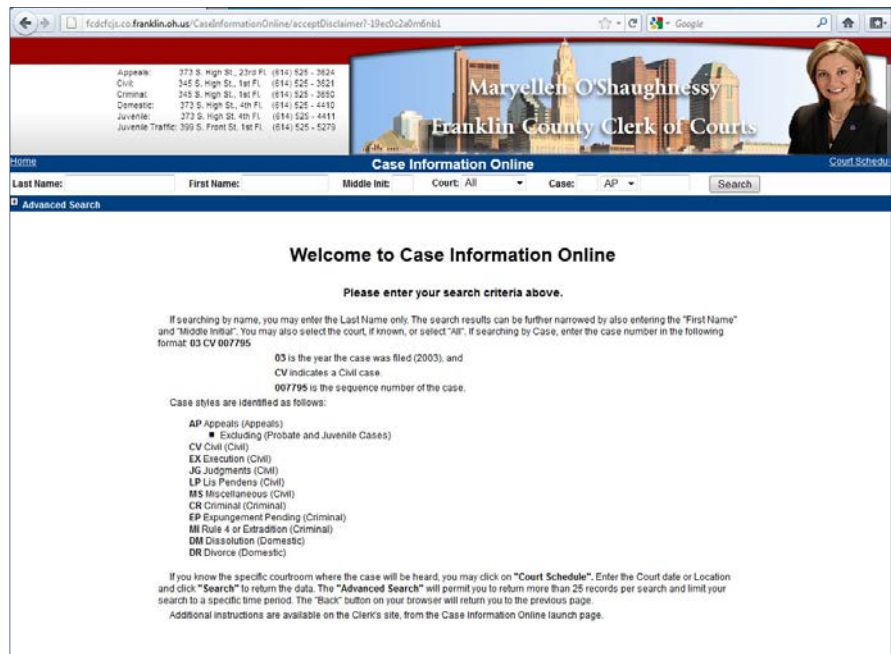 fcdcfcjs.co.franklin.oh.us/CaseInformationOnline/acceptDisclaimer?-19ec0c2a0m6nb1
Google
Appeals: 373 S. High St., 23rd Fl. (614) 525 - 3624
Civil: 345 S. High St., 1st Fl. (614) 525 - 3621
Criminal: 345 S. High St., 1st Fl. (614) 525 - 3650
Domestic: 373 S. High St., 4th Fl. (614) 525 - 4410
Juvenile: 373 S. High St. 4th Fl. (614) 525 - 4411
Juvenile Traffic: 399 S. Front St. 1st Fl. (614) 525 - 5279
Maryellen O'Shaughnessy
Franklin County Clerk of Courts
Home Case Information Online Court Schedu
Last Name: First Name: Middle Init: Court: All Case: AP Search
Advanced Search
Welcome to Case Information Online
Please enter your search criteria above.
If searching by name, you may enter the Last Name only. The search results can be further narrowed by also entering the "First Name"
and "Middle Initial". You may also select the court, if known, or select "All". If searching by Case, enter the case number in the following
format: 03 CV 007795
03 is the year the case was filed (2003), and
CV indicates a Civil case.
007795 is the sequence number of the case.
Case styles are identified as follows:
AP Appeals (Appeals)
Excluding (Probate and Juvenile Cases)
CV Civil (Civil)
EX Execution (Civil)
JG Judgments (Civil)
LP Lis Pendens (Civil)
MS Miscellaneous (Civil)
CR Criminal (Criminal)
EP Expungement Pending (Criminal)
MI Rule 4 or Extradition (Criminal)
DM Dissolution (Domestic)
DR Divorce (Domestic)
If you know the specific courtroom where the case will be heard, you may click on "Court Schedule". Enter the Court date or Location
and click "Search" to return the data. The "Advanced Search" will permit you to return more than 25 records per search and limit your
search to a specific time period. The "Back" button on your browser will return you to the previous page.
Additional instructions are available on the Clerk's site, from the Case Information Online launch page.